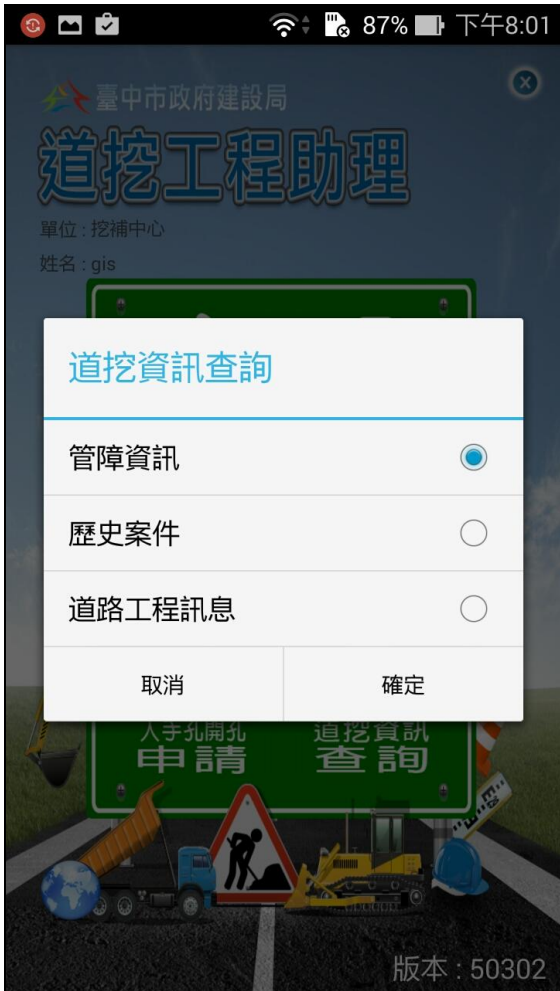 87% 下午8:01
臺中市政府建設局
道挖工程助理
單位 : 挖補中心
姓名 : gis
道挖資訊查詢
管障資訊
歷史案件
道路工程訊息
取消 確定
人手孔開孔 道挖資訊
申請 查詢
版本 : 50302